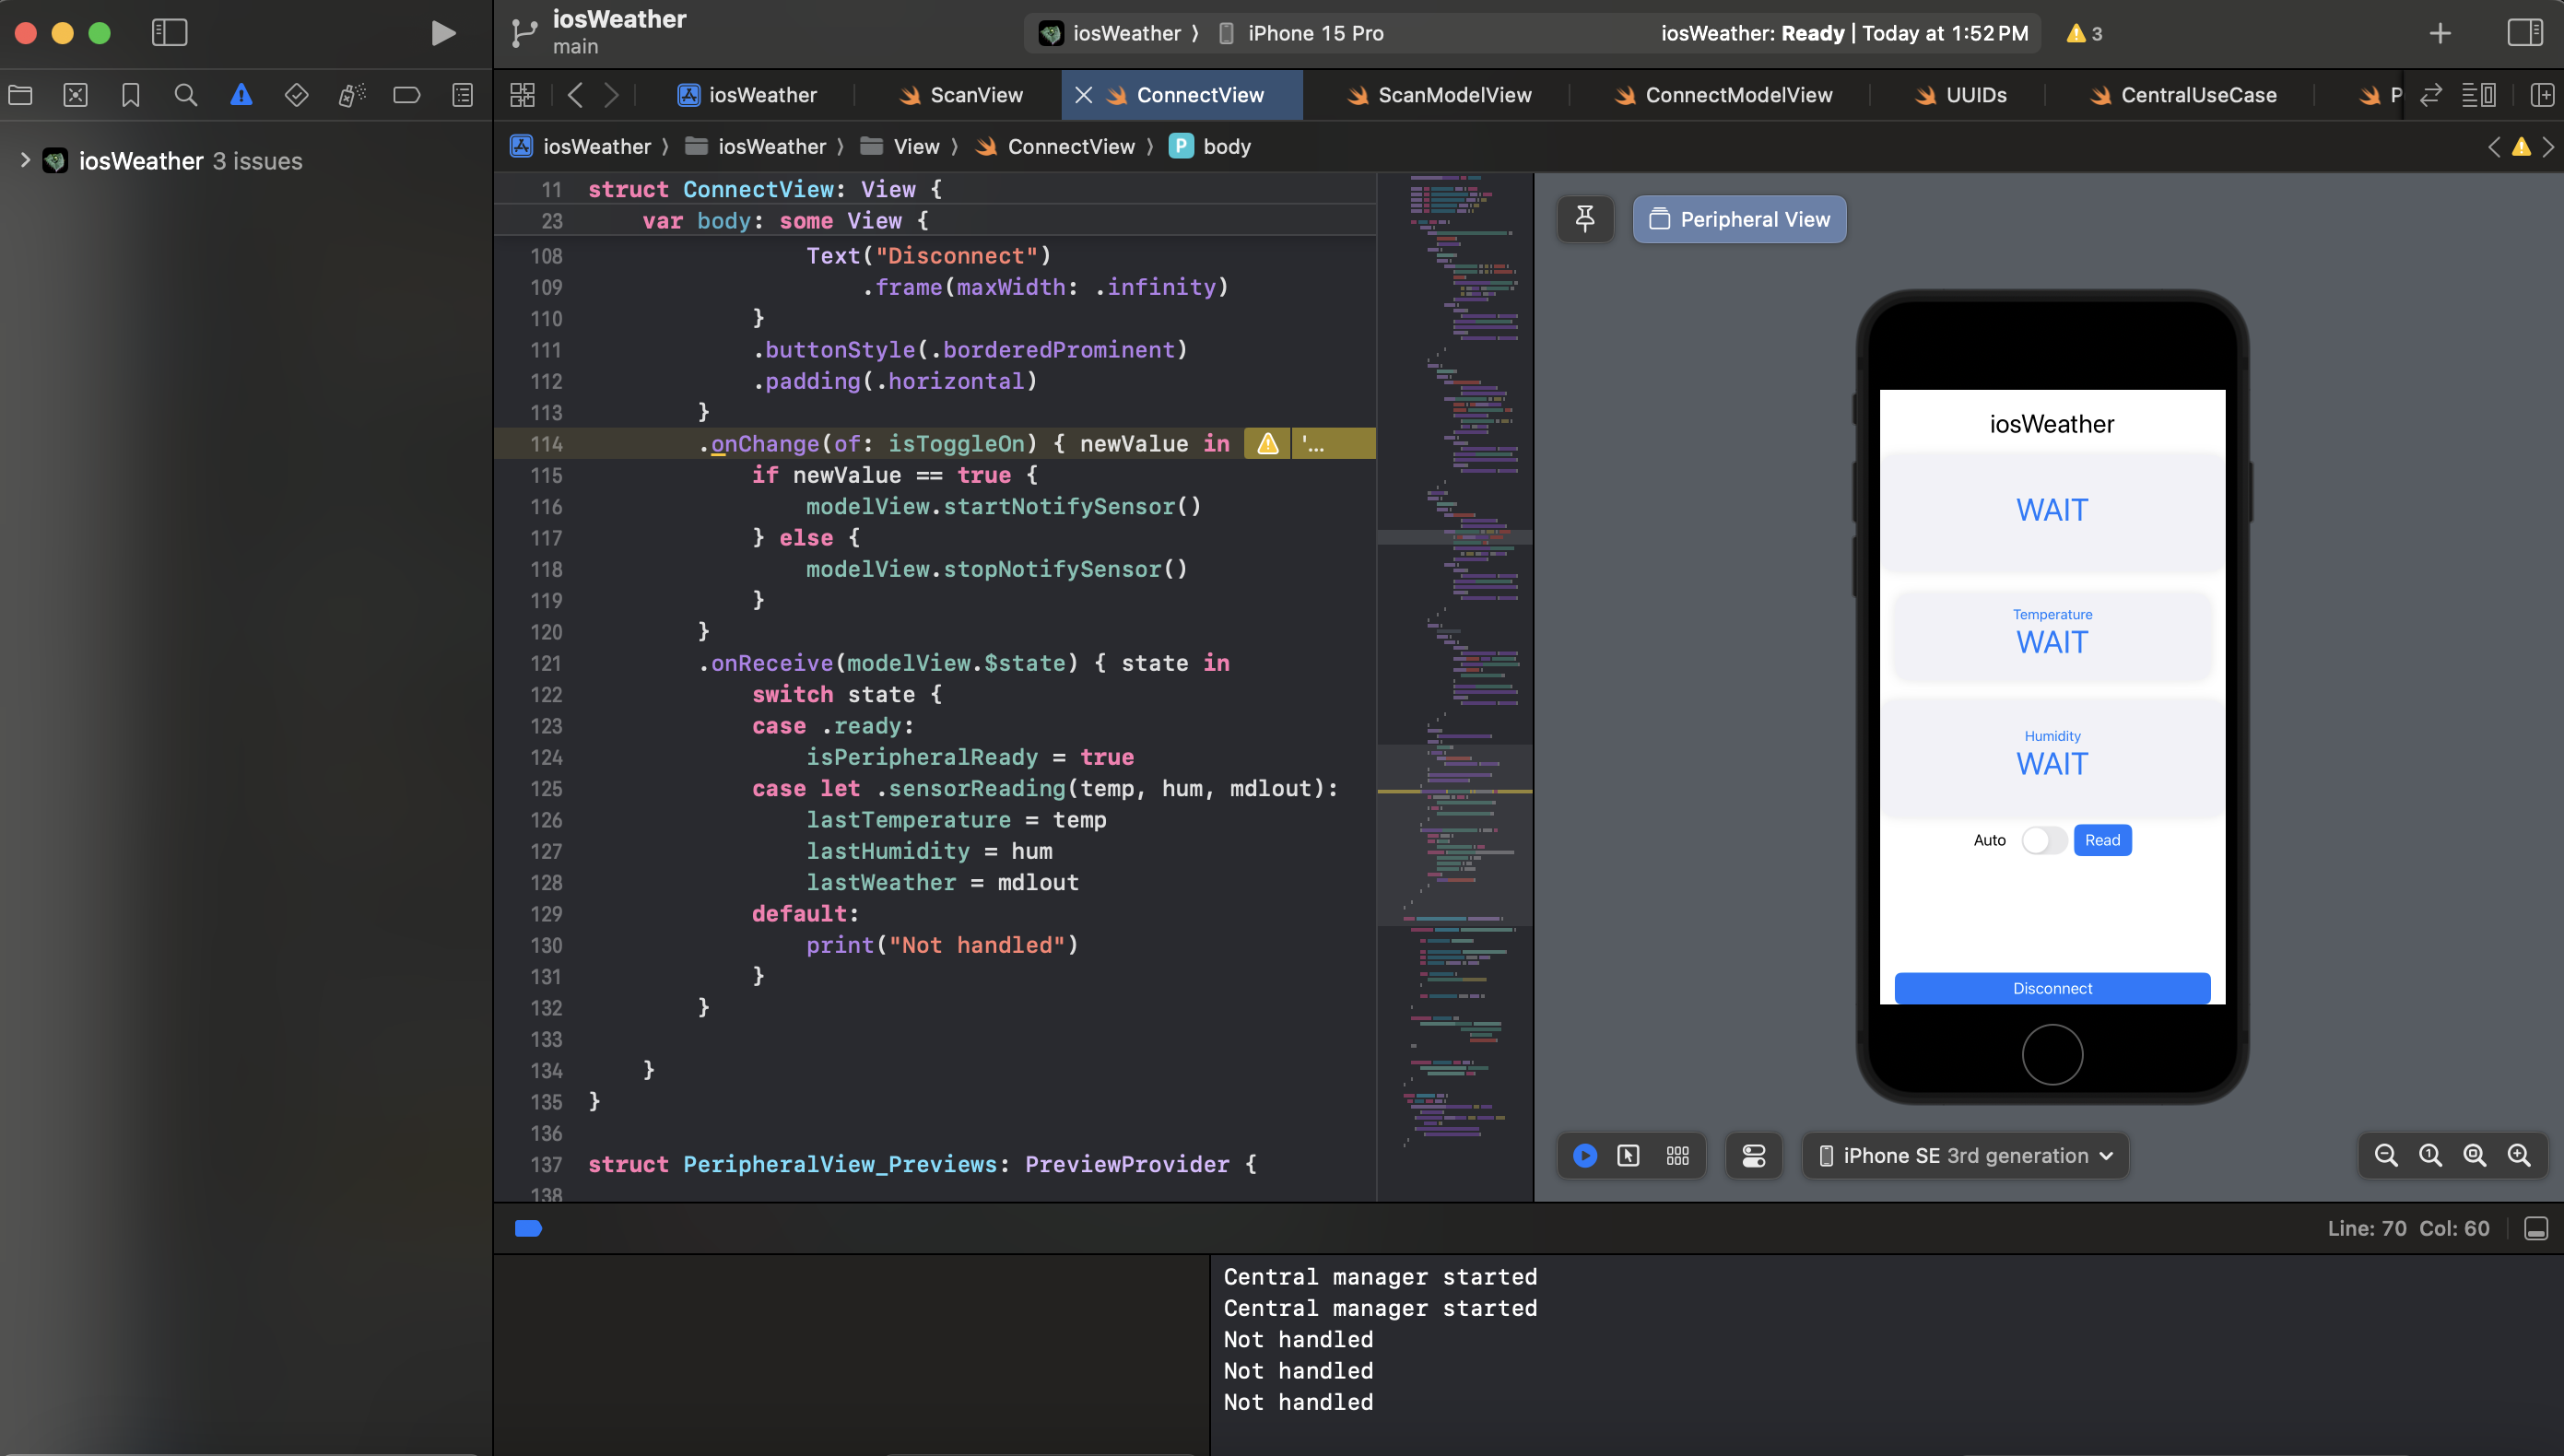 iosWeather
main
iosWeather ⟩ iPhone 15 Pro
iosWeather: Ready | Today at 1:52 PM
3
iosWeather
ScanView
ConnectView
ScanModelView
ConnectModelView
UUIDs
CentralUseCase
P
iosWeather 3 issues
iosWeather ⟩ iosWeather ⟩ View ⟩ ConnectView ⟩ P body
11 struct ConnectView: View {
23 var body: some View {
108 Text("Disconnect")
109 .frame(maxWidth: .infinity)
110 }
111 .buttonStyle(.borderedProminent)
112 .padding(.horizontal)
113 }
114 .onChange(of: isToggleOn) { newValue in '...
115 if newValue == true {
116 modelView.startNotifySensor()
117 } else {
118 modelView.stopNotifySensor()
119 }
120 }
121 .onReceive(modelView.$state) { state in
122 switch state {
123 case .ready:
124 isPeripheralReady = true
125 case let .sensorReading(temp, hum, mdlout):
126 lastTemperature = temp
127 lastHumidity = hum
128 lastWeather = mdlout
129 default:
130 print("Not handled")
131 }
132 }
133
134 }
135 }
136
137 struct PeripheralView_Previews: PreviewProvider {
138
Peripheral View
iosWeather
WAIT
Temperature
WAIT
Humidity
WAIT
Auto
Read
Disconnect
iPhone SE 3rd generation
Line: 70 Col: 60
Central manager started
Central manager started
Not handled
Not handled
Not handled